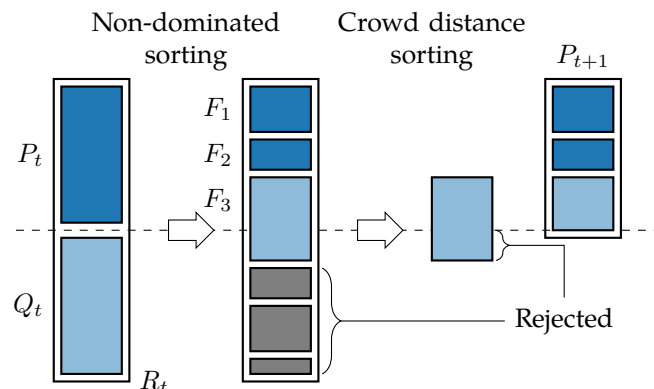 Non-dominated
sorting
Crowd distance
sorting
P_{t+1}
F_1
P_t
F_2
F_3
Q_t
Rejected
R_t